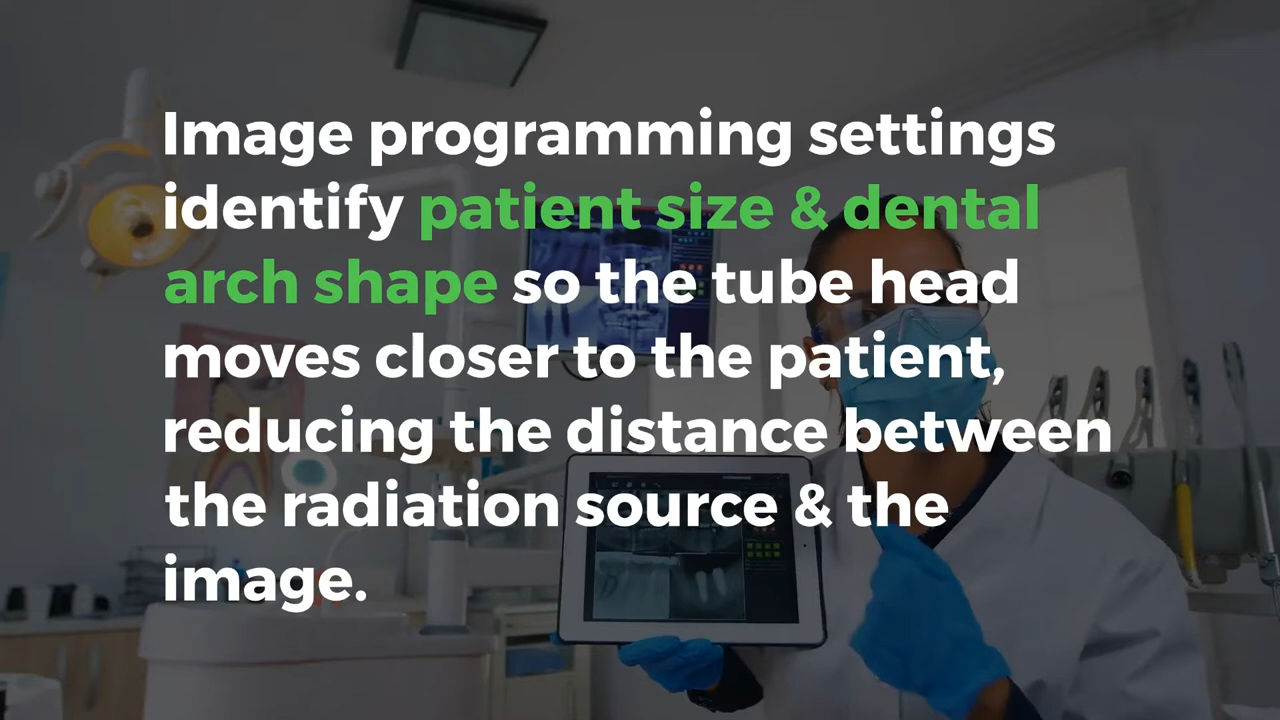 Image programming settings
identify patient size & dental
arch shape so the tube head
moves closer to the patient,
reducing the distance between
the radiation source & the
image.